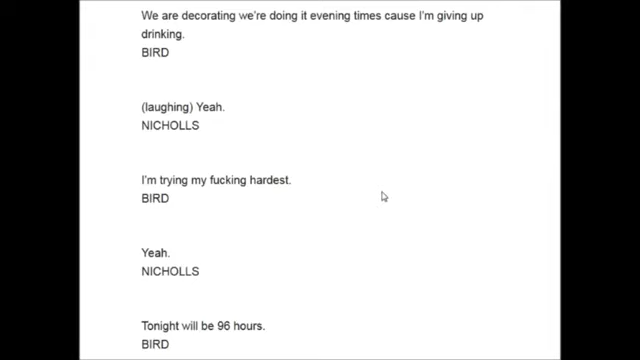 We are decorating we're doing it evening times cause I'm giving up
drinking.
BIRD
(laughing) Yeah.
NICHOLLS
I'm trying my fucking hardest.
BIRD
Yeah.
NICHOLLS
Tonight will be 96 hours.
BIRD